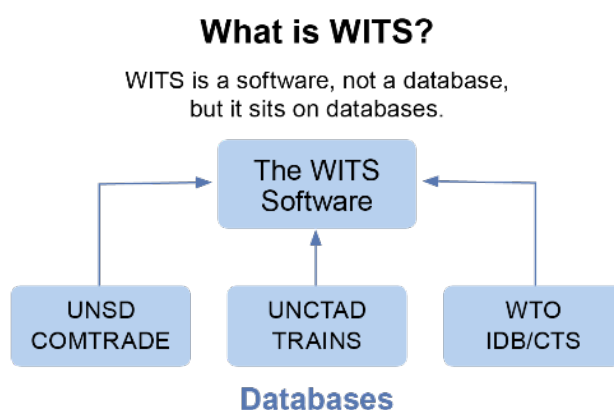 What is WITS?
WITS is a software, not a database,
but it sits on databases.
The WITS
Software
UNSD
COMTRADE
UNCTAD
TRAINS
WTO
IDB/CTS
Databases